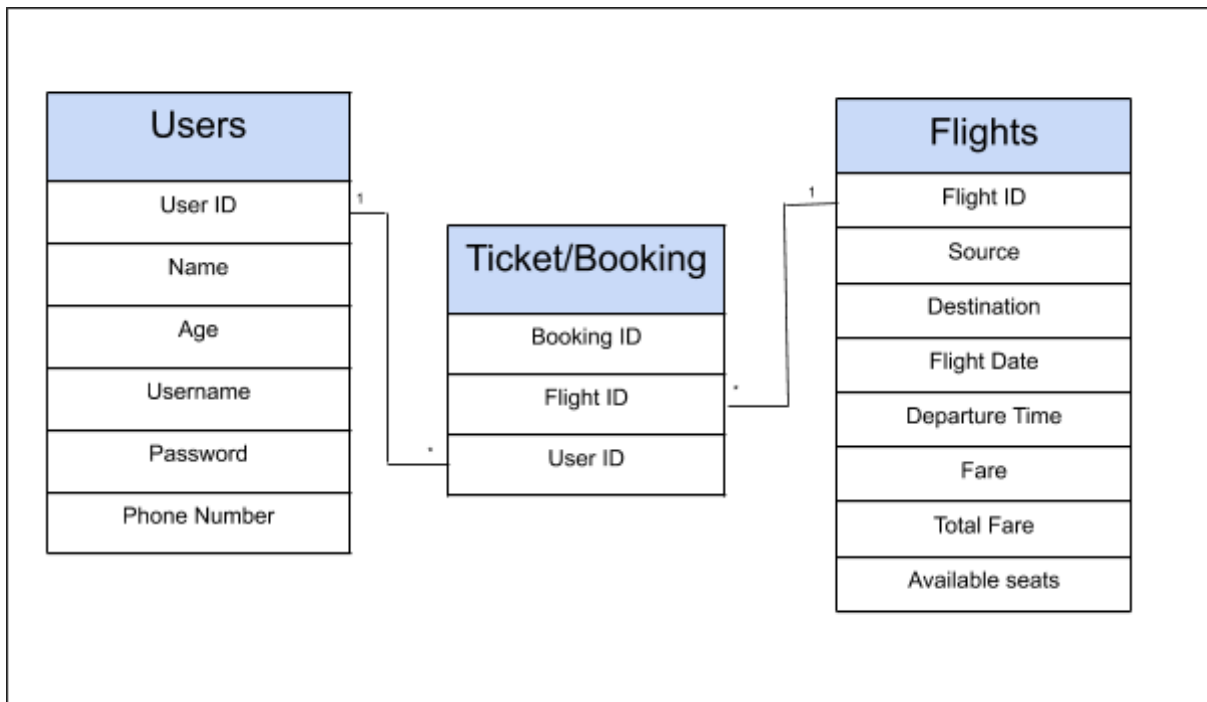 Users
User ID
Name
Age
Username
Password
Phone Number
1
*
Ticket/Booking
Booking ID
Flight ID
User ID
*
1
Flights
Flight ID
Source
Destination
Flight Date
Departure Time
Fare
Total Fare
Available seats